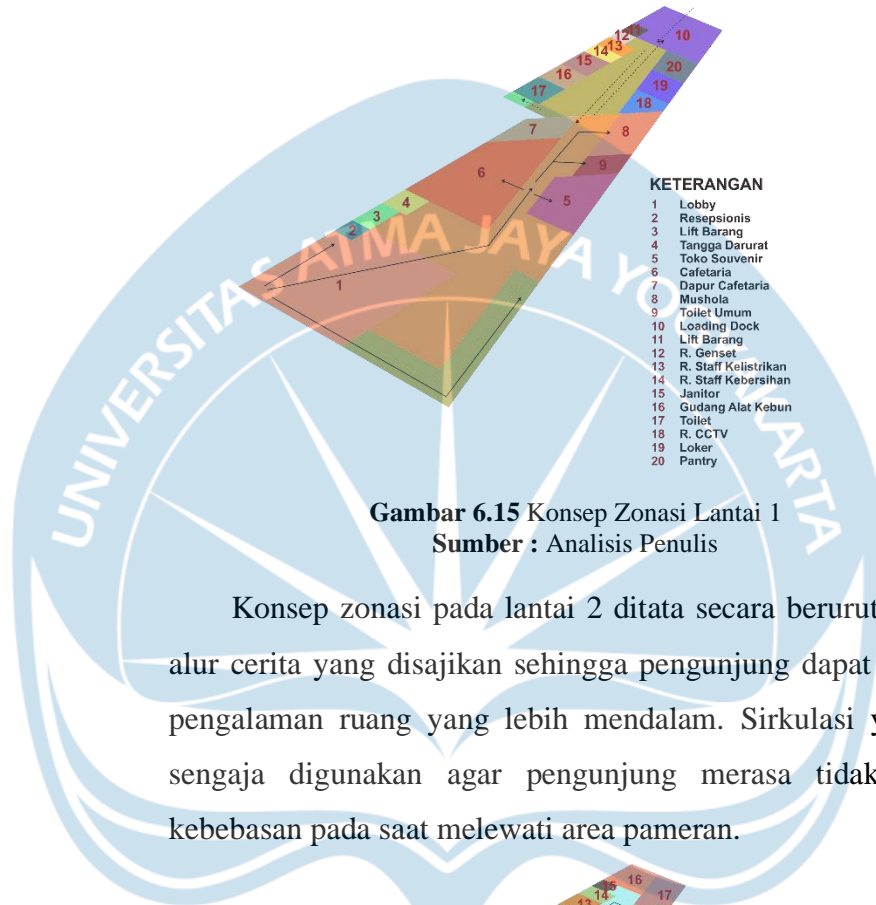 12
11
10
14
13
15
20
16
19
17
18
7
8
6
9
5
4
3
2
1
KETERANGAN
1 Lobby
2 Resepsionis
3 Lift Barang
4 Tangga Darurat
5 Toko Souvenir
6 Cafetaria
7 Dapur Cafetaria
8 Mushola
9 Toilet Umum
10 Loading Dock
11 Lift Barang
12 R. Genset
13 R. Staff Kelistrikan
14 R. Staff Kebersihan
15 Janitor
16 Gudang Alat Kebun
17 Toilet
18 R. CCTV
19 Loker
20 Pantry
UNIVERSITAS ATMA JAYA YOGYAKARTA
Gambar 6.15 Konsep Zonasi Lantai 1
Sumber : Analisis Penulis
Konsep zonasi pada lantai 2 ditata secara berurut
alur cerita yang disajikan sehingga pengunjung dapat
pengalaman ruang yang lebih mendalam. Sirkulasi y
sengaja digunakan agar pengunjung merasa tidak
kebebasan pada saat melewati area pameran.
16
15
14
17
13